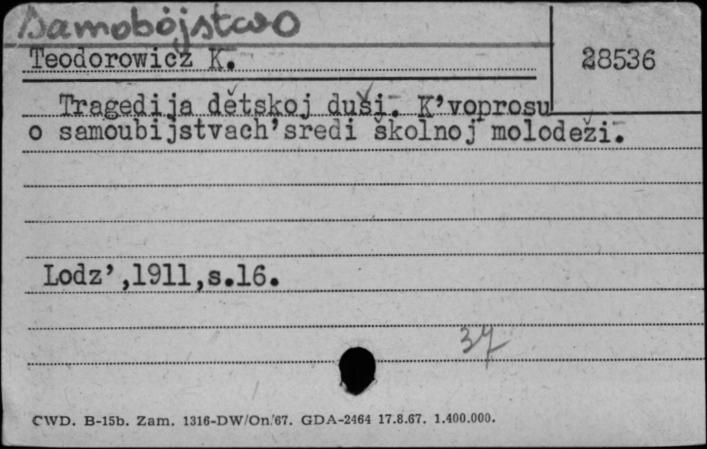 Samobójstwo
Teodorowicz K.
28536
Tragedija dětskoj duši. K'voprosu
o samoubijstvach'sredi školnoj molodeži.
Lodz',1911,s.16.
37
CWD. B-15b. Zam. 1316-DW/On/67. GDA-2464 17.8.67. 1.400.000.